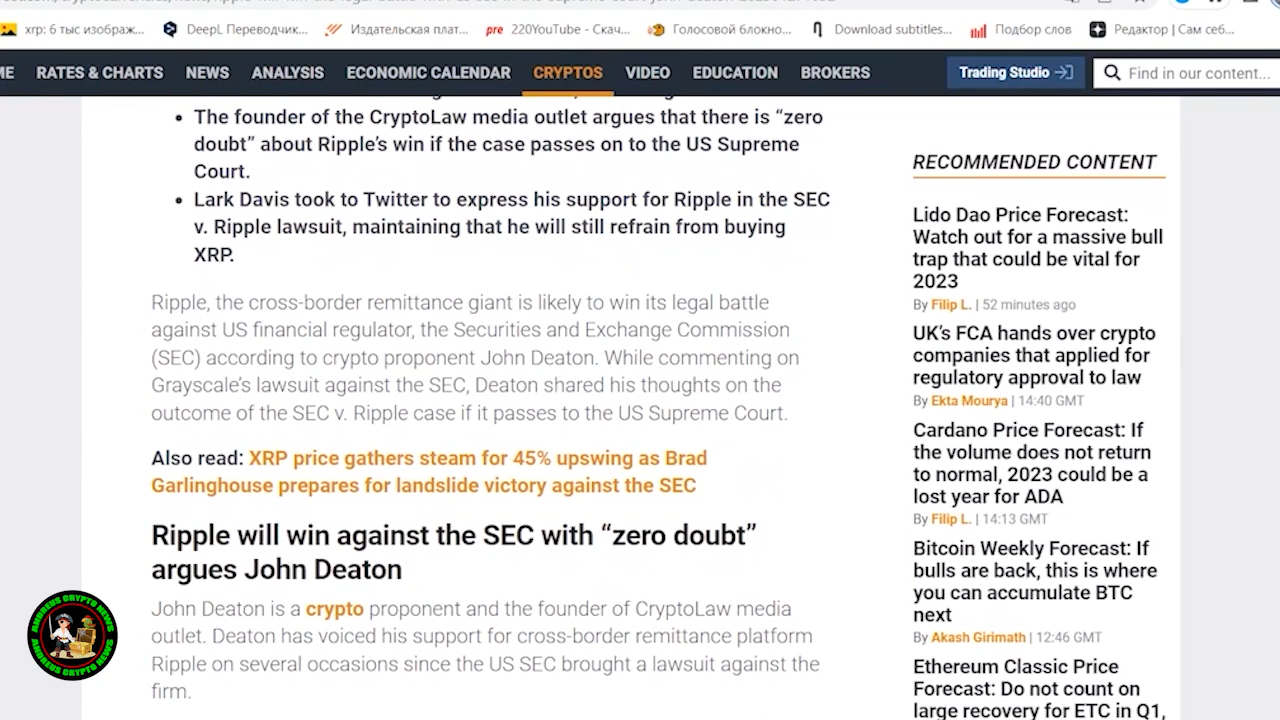 xrp: 6 тыс изображ...
DeepL Переводчик...
Издательская плат...
pre 220YouTube - Скач...
Голосовой блокно...
Download subtitles...
Подбор слов
Редактор | Сам себ...
ME
RATES & CHARTS
NEWS
ANALYSIS
ECONOMIC CALENDAR
CRYPTOS
VIDEO
EDUCATION
BROKERS
Trading Studio
Find in our content...
• The founder of the CryptoLaw media outlet argues that there is “zero
doubt” about Ripple’s win if the case passes on to the US Supreme
Court.
• Lark Davis took to Twitter to express his support for Ripple in the SEC
v. Ripple lawsuit, maintaining that he will still refrain from buying
XRP.
Ripple, the cross-border remittance giant is likely to win its legal battle
against US financial regulator, the Securities and Exchange Commission
(SEC) according to crypto proponent John Deaton. While commenting on
Grayscale’s lawsuit against the SEC, Deaton shared his thoughts on the
outcome of the SEC v. Ripple case if it passes to the US Supreme Court.
Also read: XRP price gathers steam for 45% upswing as Brad
Garlinghouse prepares for landslide victory against the SEC
Ripple will win against the SEC with “zero doubt”
argues John Deaton
John Deaton is a crypto proponent and the founder of CryptoLaw media
outlet. Deaton has voiced his support for cross-border remittance platform
Ripple on several occasions since the US SEC brought a lawsuit against the
firm.
RECOMMENDED CONTENT
Lido Dao Price Forecast:
Watch out for a massive bull
trap that could be vital for
2023
By Filip L. | 52 minutes ago
UK’s FCA hands over crypto
companies that applied for
regulatory approval to law
By Ekta Mourya | 14:40 GMT
Cardano Price Forecast: If
the volume does not return
to normal, 2023 could be a
lost year for ADA
By Filip L. | 14:13 GMT
Bitcoin Weekly Forecast: If
bulls are back, this is where
you can accumulate BTC
next
By Akash Girimath | 12:46 GMT
Ethereum Classic Price
Forecast: Do not count on
large recovery for ETC in Q1,
ANDREUS CRYPTO NEWS
ANDREUS CRYPTO NEWS